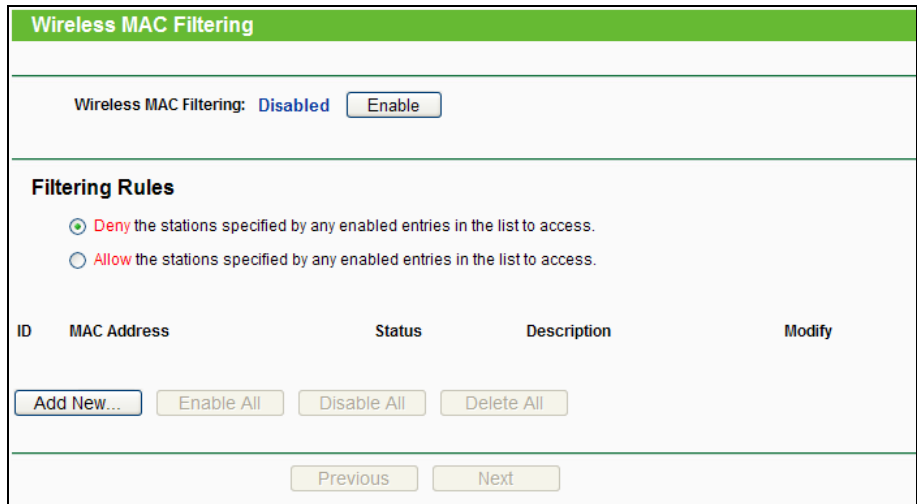 Wireless MAC Filtering
Wireless MAC Filtering: Disabled Enable
Filtering Rules
Deny the stations specified by any enabled entries in the list to access.
Allow the stations specified by any enabled entries in the list to access.
ID MAC Address Status Description Modify
Add New... Enable All Disable All Delete All
Previous Next